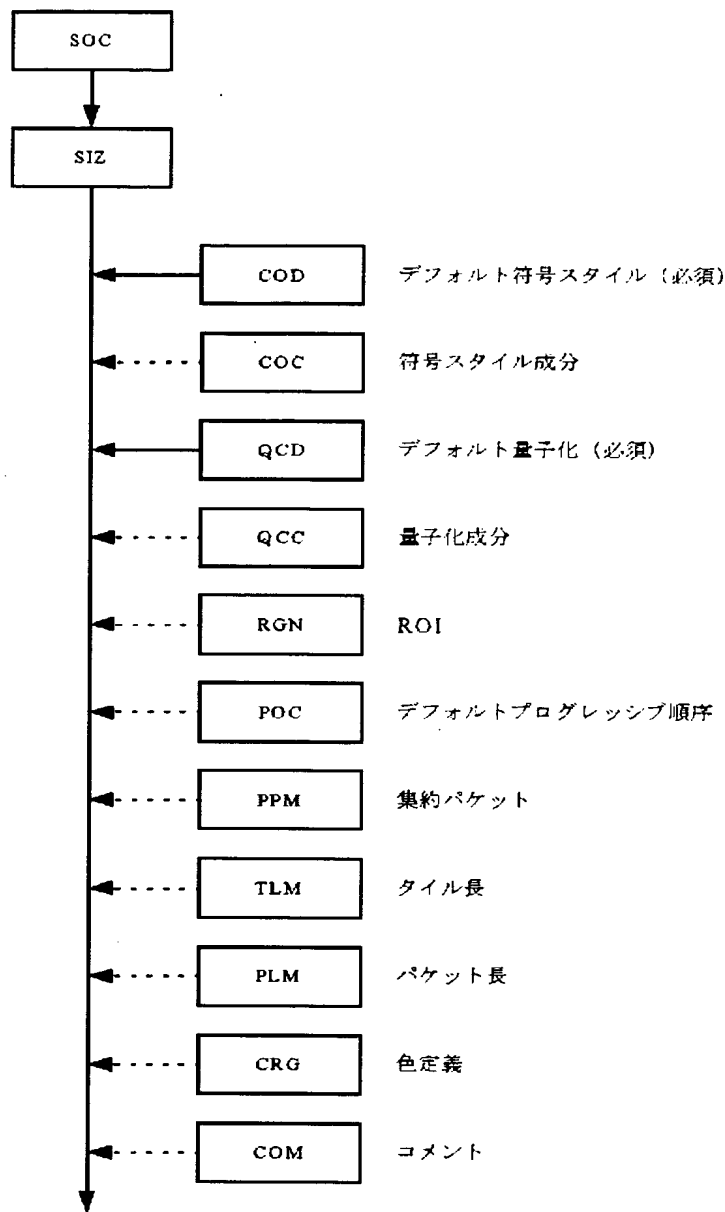 SOC
SIZ
COD デフォルト符号スタイル（必須）
COC 符号スタイル成分
QCD デフォルト量子化（必須）
QCC 量子化成分
RGN ROI
POC デフォルトプログレッシブ順序
PPM 集約パケット
TLM タイル長
PLM パケット長
CRG 色定義
COM コメント